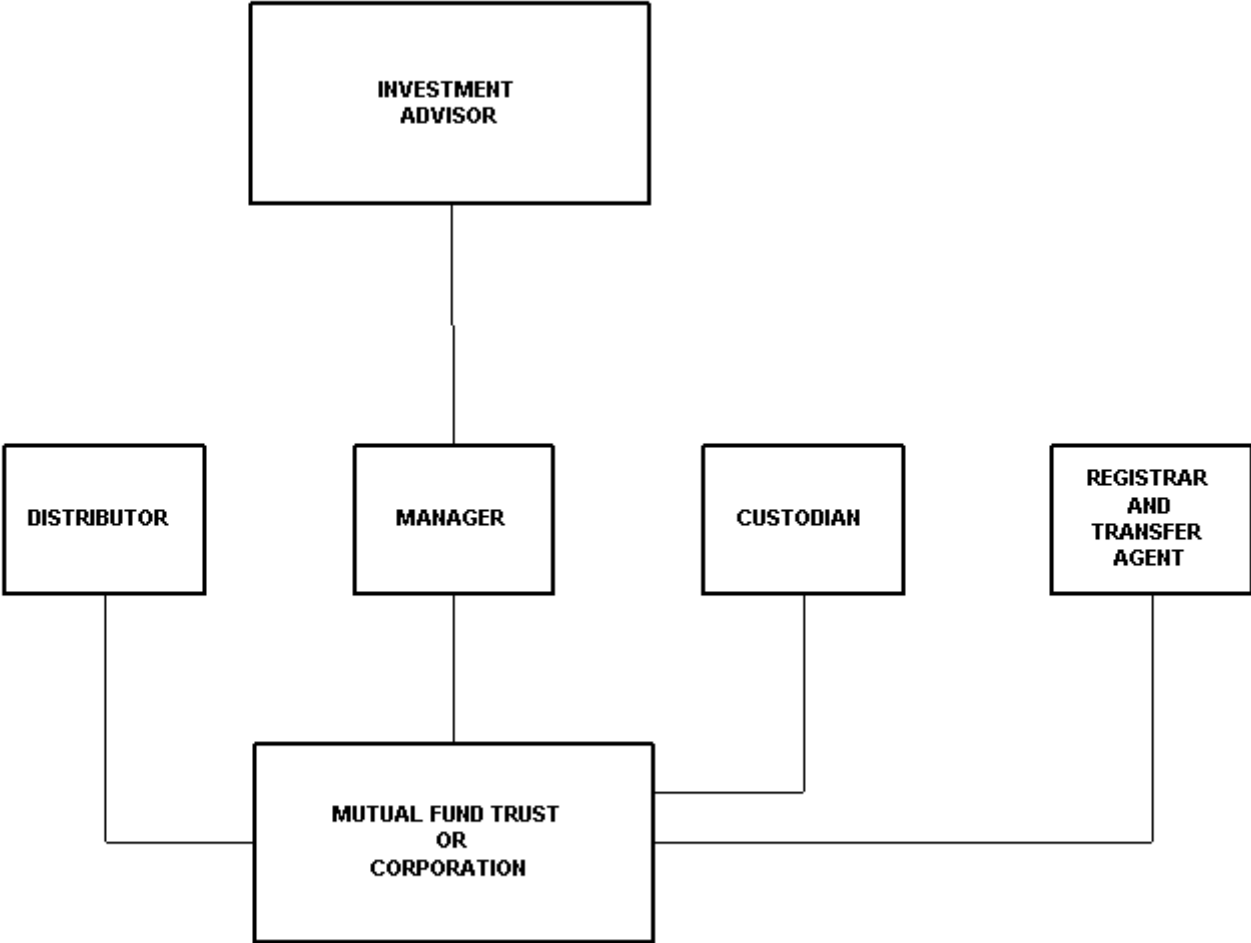 INVESTMENT
ADVISOR
DISTRIBUTOR
MANAGER
CUSTODIAN
REGISTRAR
AND
TRANSFER
AGENT
MUTUAL FUND TRUST
OR
CORPORATION